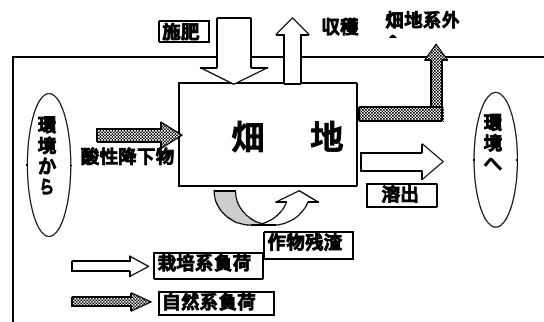 施肥
収穫
畑地系外
へ
環境から
酸性降下物
畑 地
環境へ
溶出
作物残渣
栽培系負荷
自然系負荷